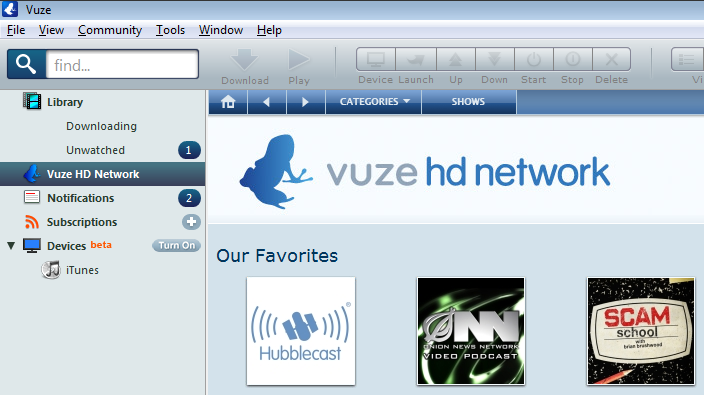 Vuze
File View Community Tools Window Help
find...
Download Play Device Launch Up Down Start Stop Delete Vi
Library
Downloading
Unwatched 1
Vuze HD Network
Notifications 2
Subscriptions
Devices beta Turn On
iTunes
CATEGORIES SHOWS
vuze hd network
Our Favorites
Hubblecast®
ONN
ONION NEWS NETWORK
VIDEO PODCAST
SCAM
school
with
brian brushwood